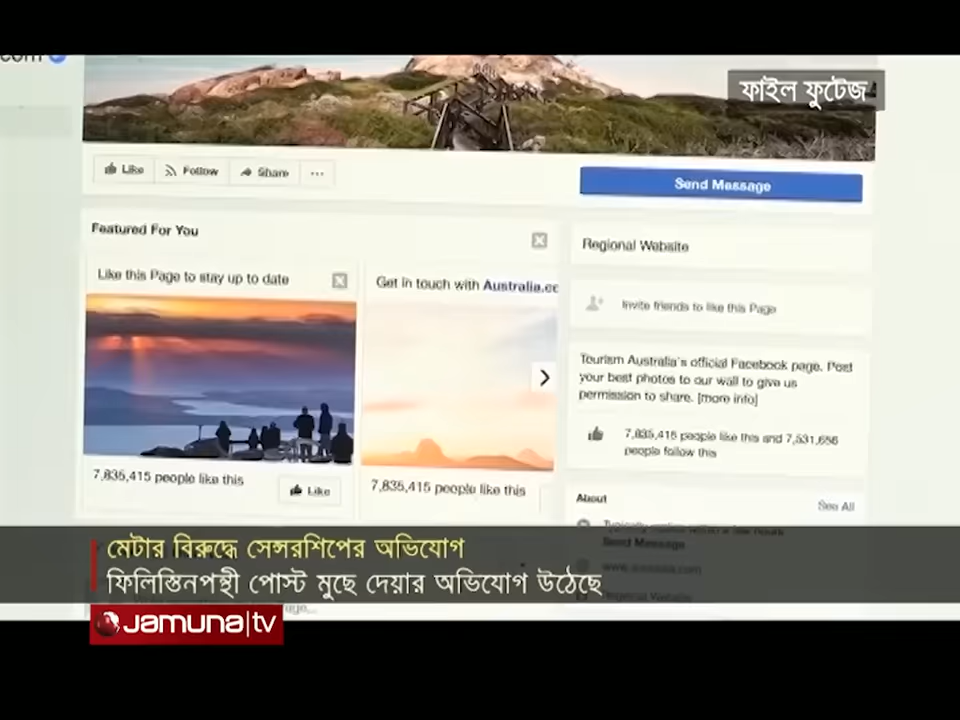 com
ফাইল ফুটেজ
Like Follow Share ...
Send Message
Featured For You
Regional Website
Like this Page to stay up to date
Get in touch with Australia.co
Invite friends to like this Page
Tourism Australia's official Facebook page. Post
your best photos to our wall to give us
permission to share. [more info]
7,835,415 people like this and 7,531,656
people follow this
7,835,415 people like this
Like
7,835,415 people like this
About
See All
Send Message
মেটার বিরুদ্ধে সেন্সরশিপের অভিযোগ
ফিলিস্তিনপন্থী পোস্ট মুছে দেয়ার অভিযোগ উঠেছে
Jamuna|tv